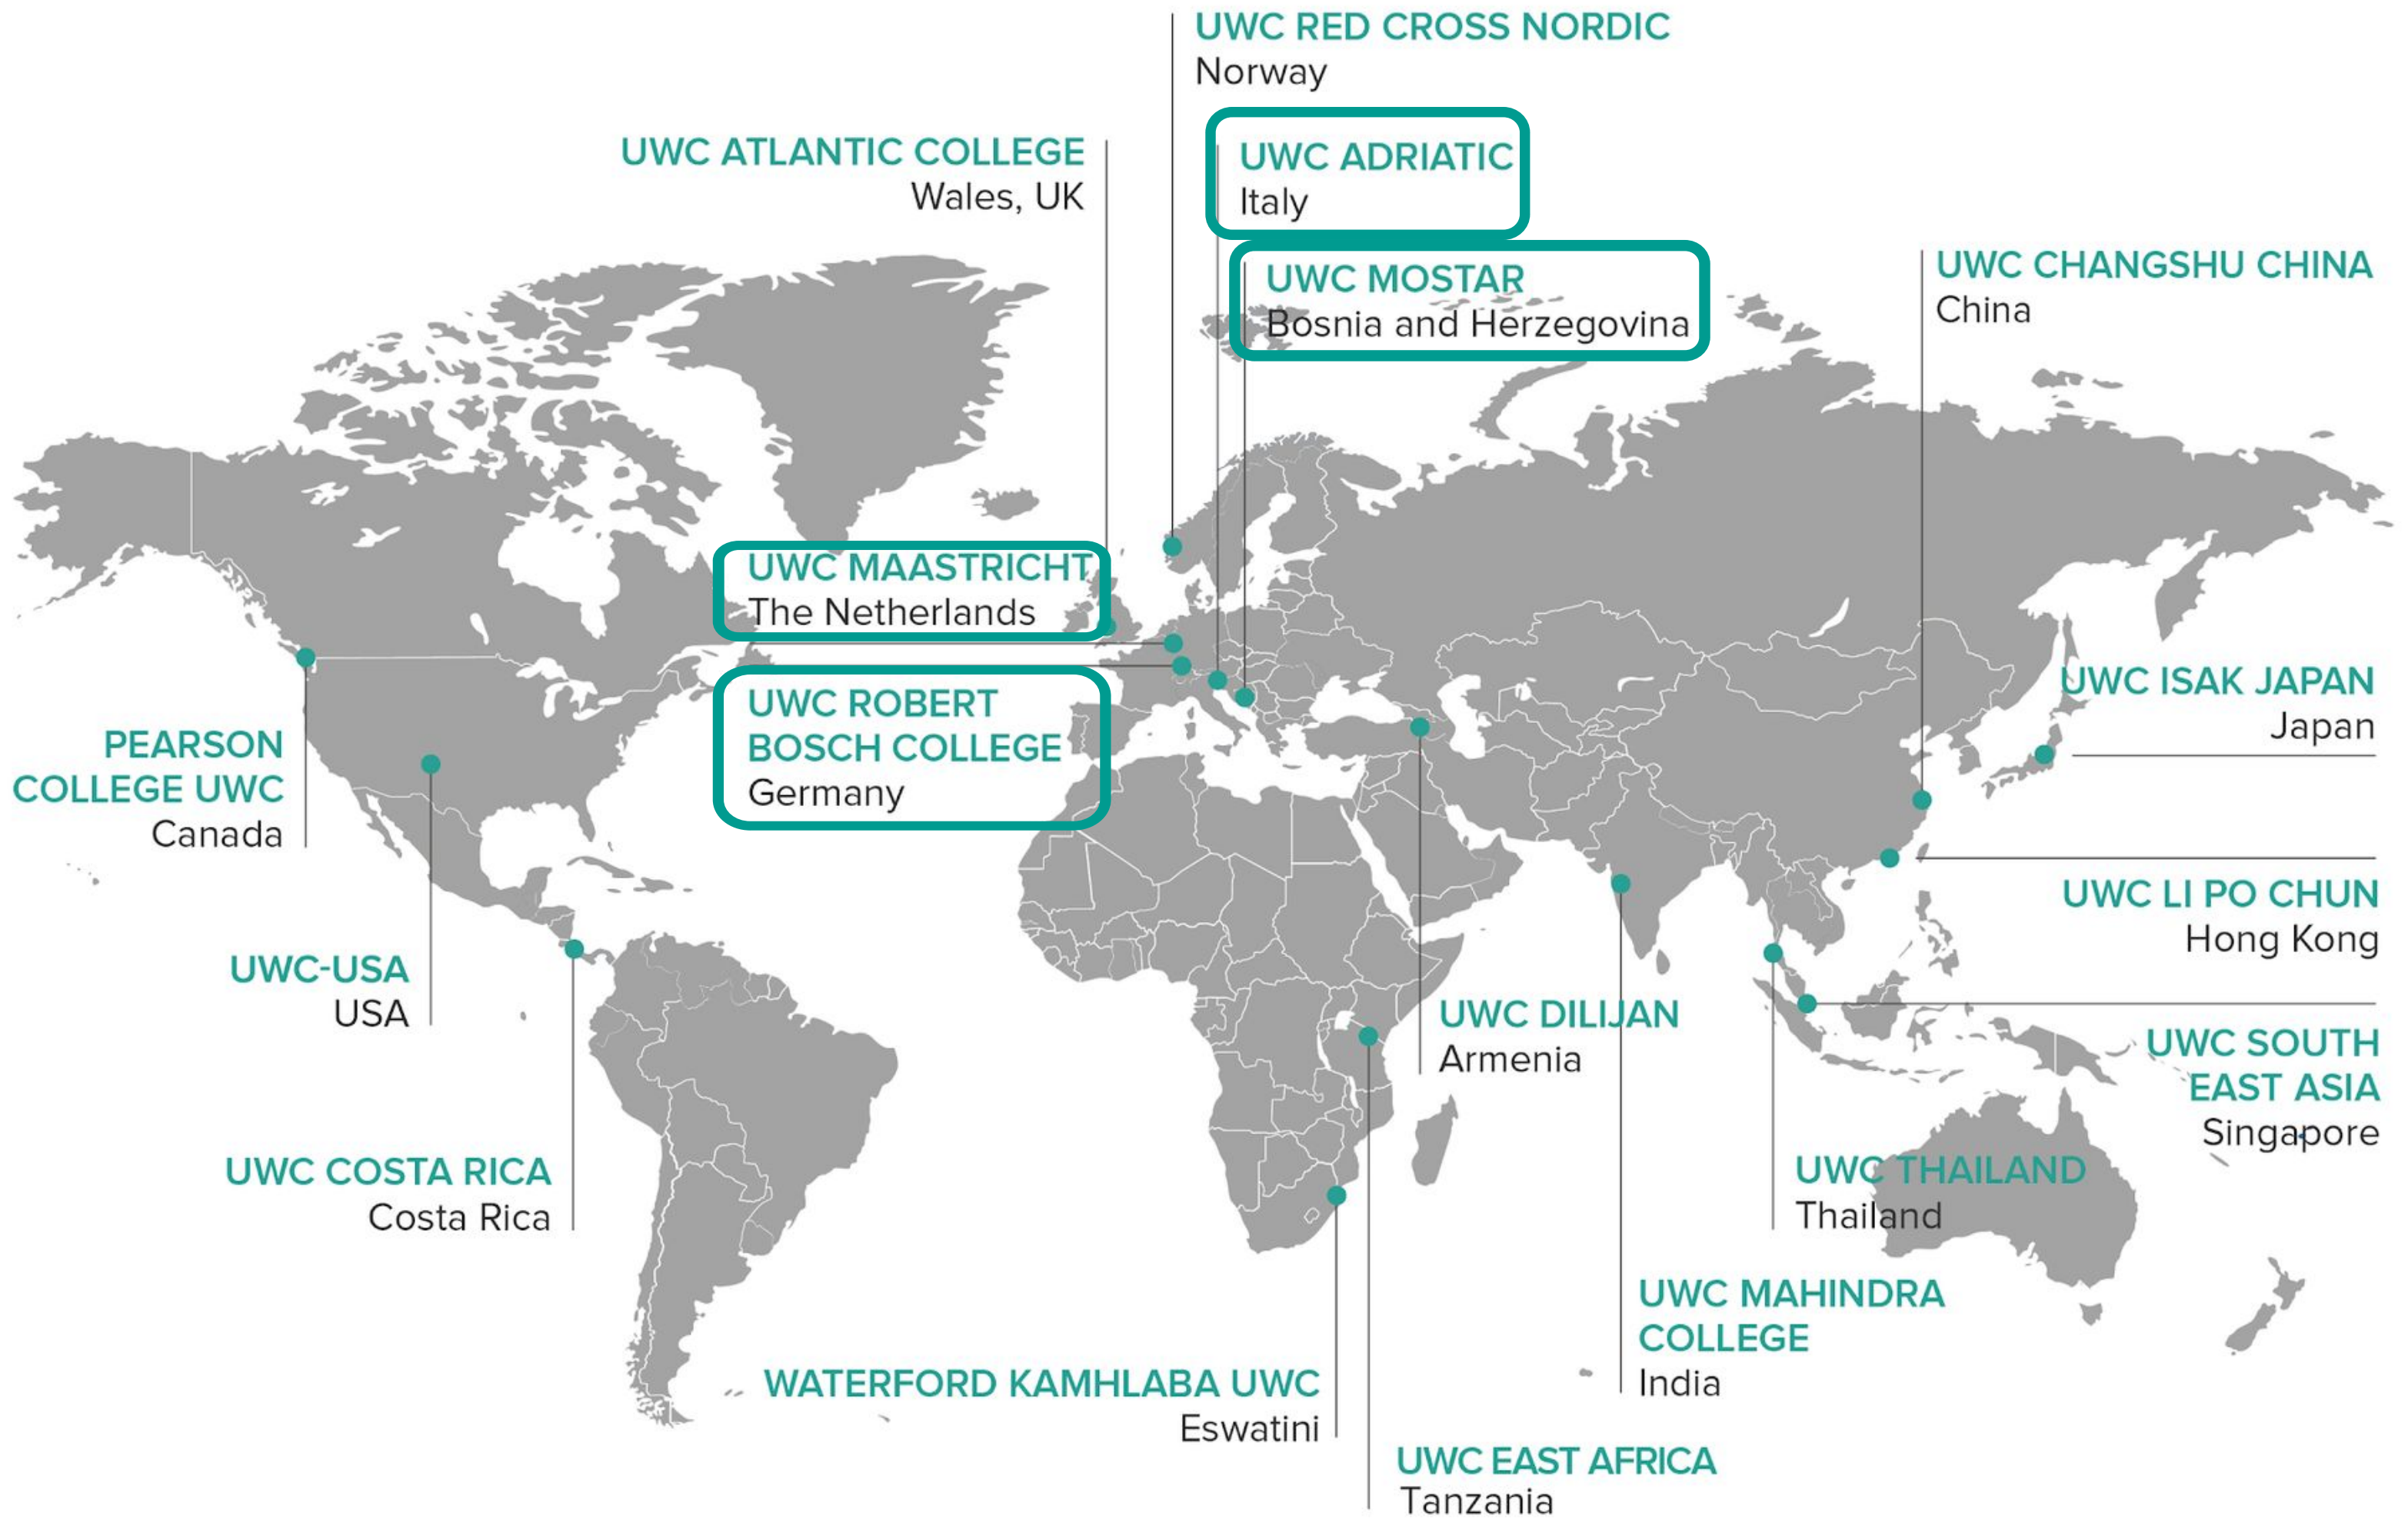 UWC RED CROSS NORDIC
Norway
UWC ATLANTIC COLLEGE
Wales, UK
UWC ADRIATIC
Italy
UWC MOSTAR
Bosnia and Herzegovina
UWC CHANGSHU CHINA
China
UWC MAASTRICHT
The Netherlands
UWC ROBERT
BOSCH COLLEGE
Germany
UWC ISAK JAPAN
Japan
PEARSON
COLLEGE UWC
Canada
UWC LI PO CHUN
Hong Kong
UWC-USA
USA
UWC DILIJAN
Armenia
UWC SOUTH
EAST ASIA
Singapore
UWC COSTA RICA
Costa Rica
UWC THAILAND
Thailand
UWC MAHINDRA
COLLEGE
India
WATERFORD KAMHLABA UWC
Eswatini
UWC EAST AFRICA
Tanzania